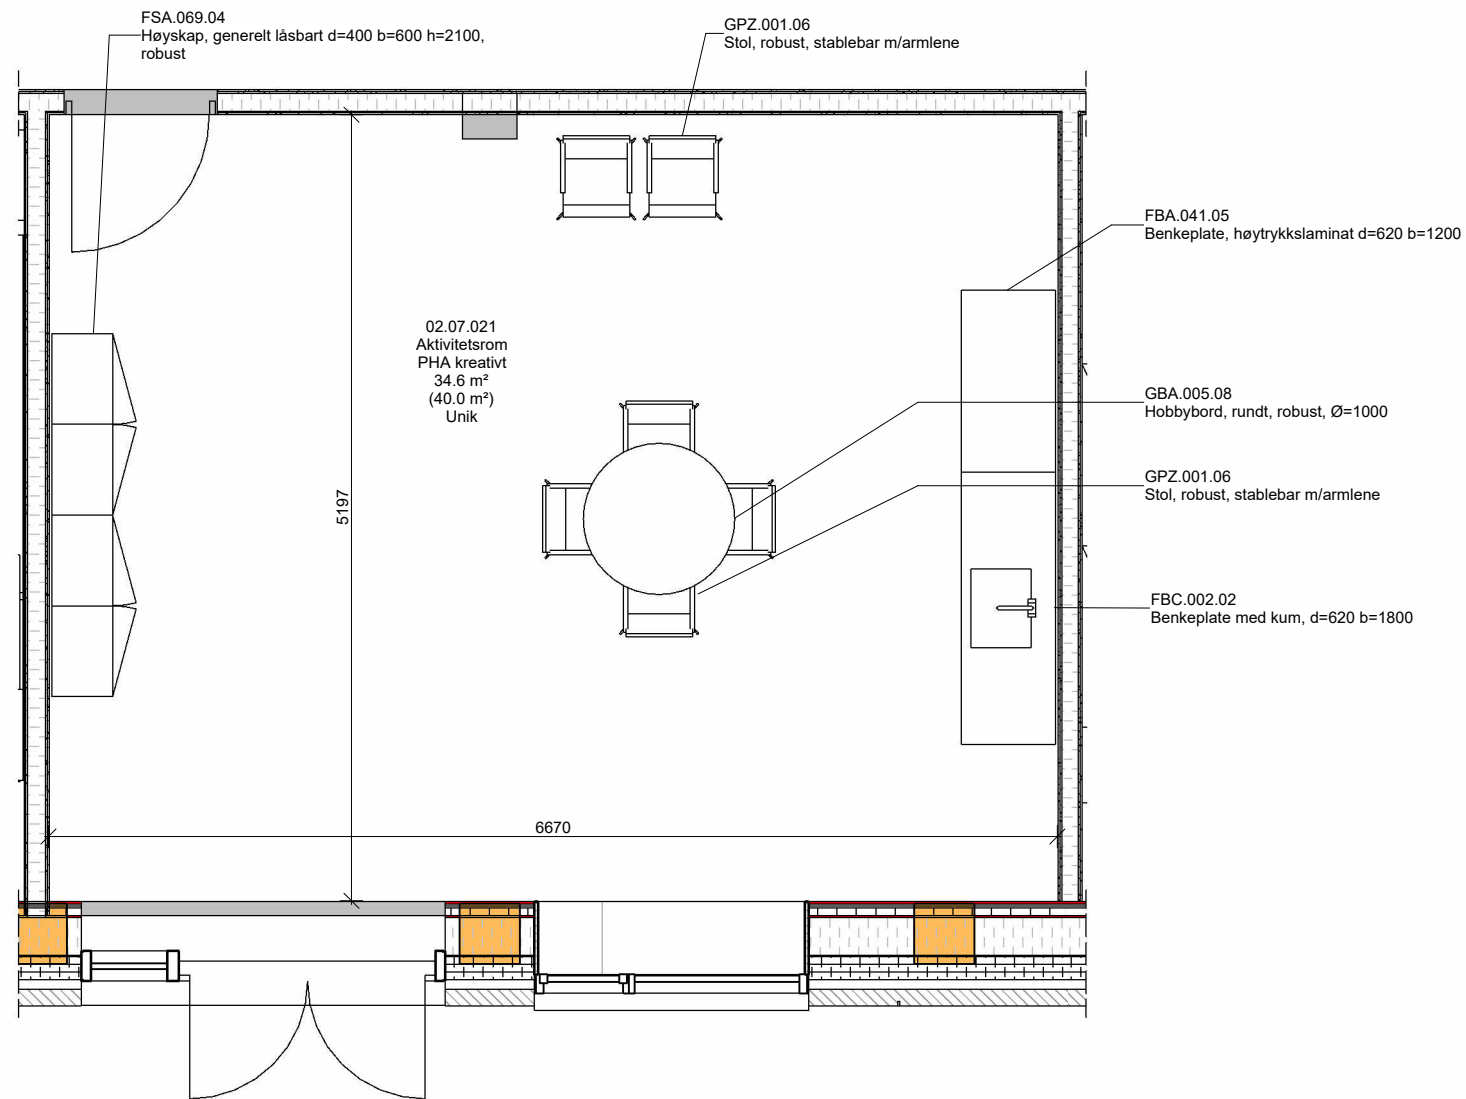 FSA.069.04
Høyskap, generelt låsbart d=400 b=600 h=2100,
robust
GPZ.001.06
Stol, robust, stablebar m/armlene
FBA.041.05
Benkeplate, høytrykkslaminat d=620 b=1200
02.07.021
Aktivitetsrom
PHA kreativt
34.6 m²
(40.0 m²)
Unik
GBA.005.08
Hobbybord, rundt, robust, Ø=1000
GPZ.001.06
Stol, robust, stablebar m/armlene
5197
FBC.002.02
Benkeplate med kum, d=620 b=1800
6670